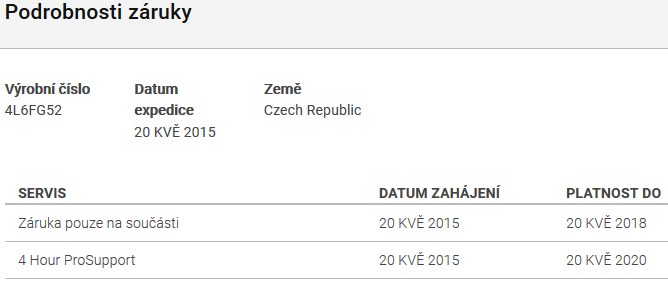 Podrobnosti záruky
Výrobní číslo Datum expedice Země
4L6FG52 20 KVĚ 2015 Czech Republic
SERVIS DATUM ZAHÁJENÍ PLATNOST DO
Záruka pouze na součásti 20 KVĚ 2015 20 KVĚ 2018
4 Hour ProSupport 20 KVĚ 2015 20 KVĚ 2020